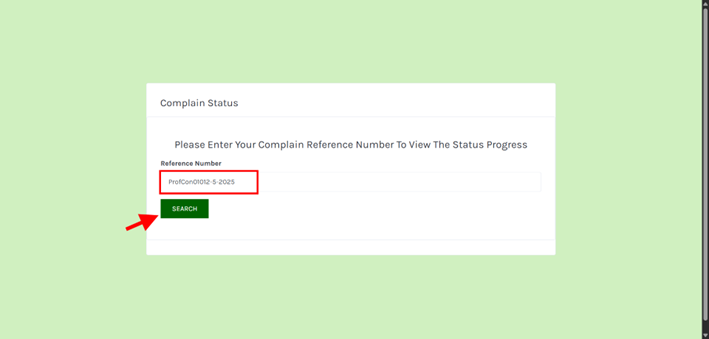 Complain Status
Please Enter Your Complain Reference Number To View The Status Progress
Reference Number
ProfCon01012-5-2025
SEARCH